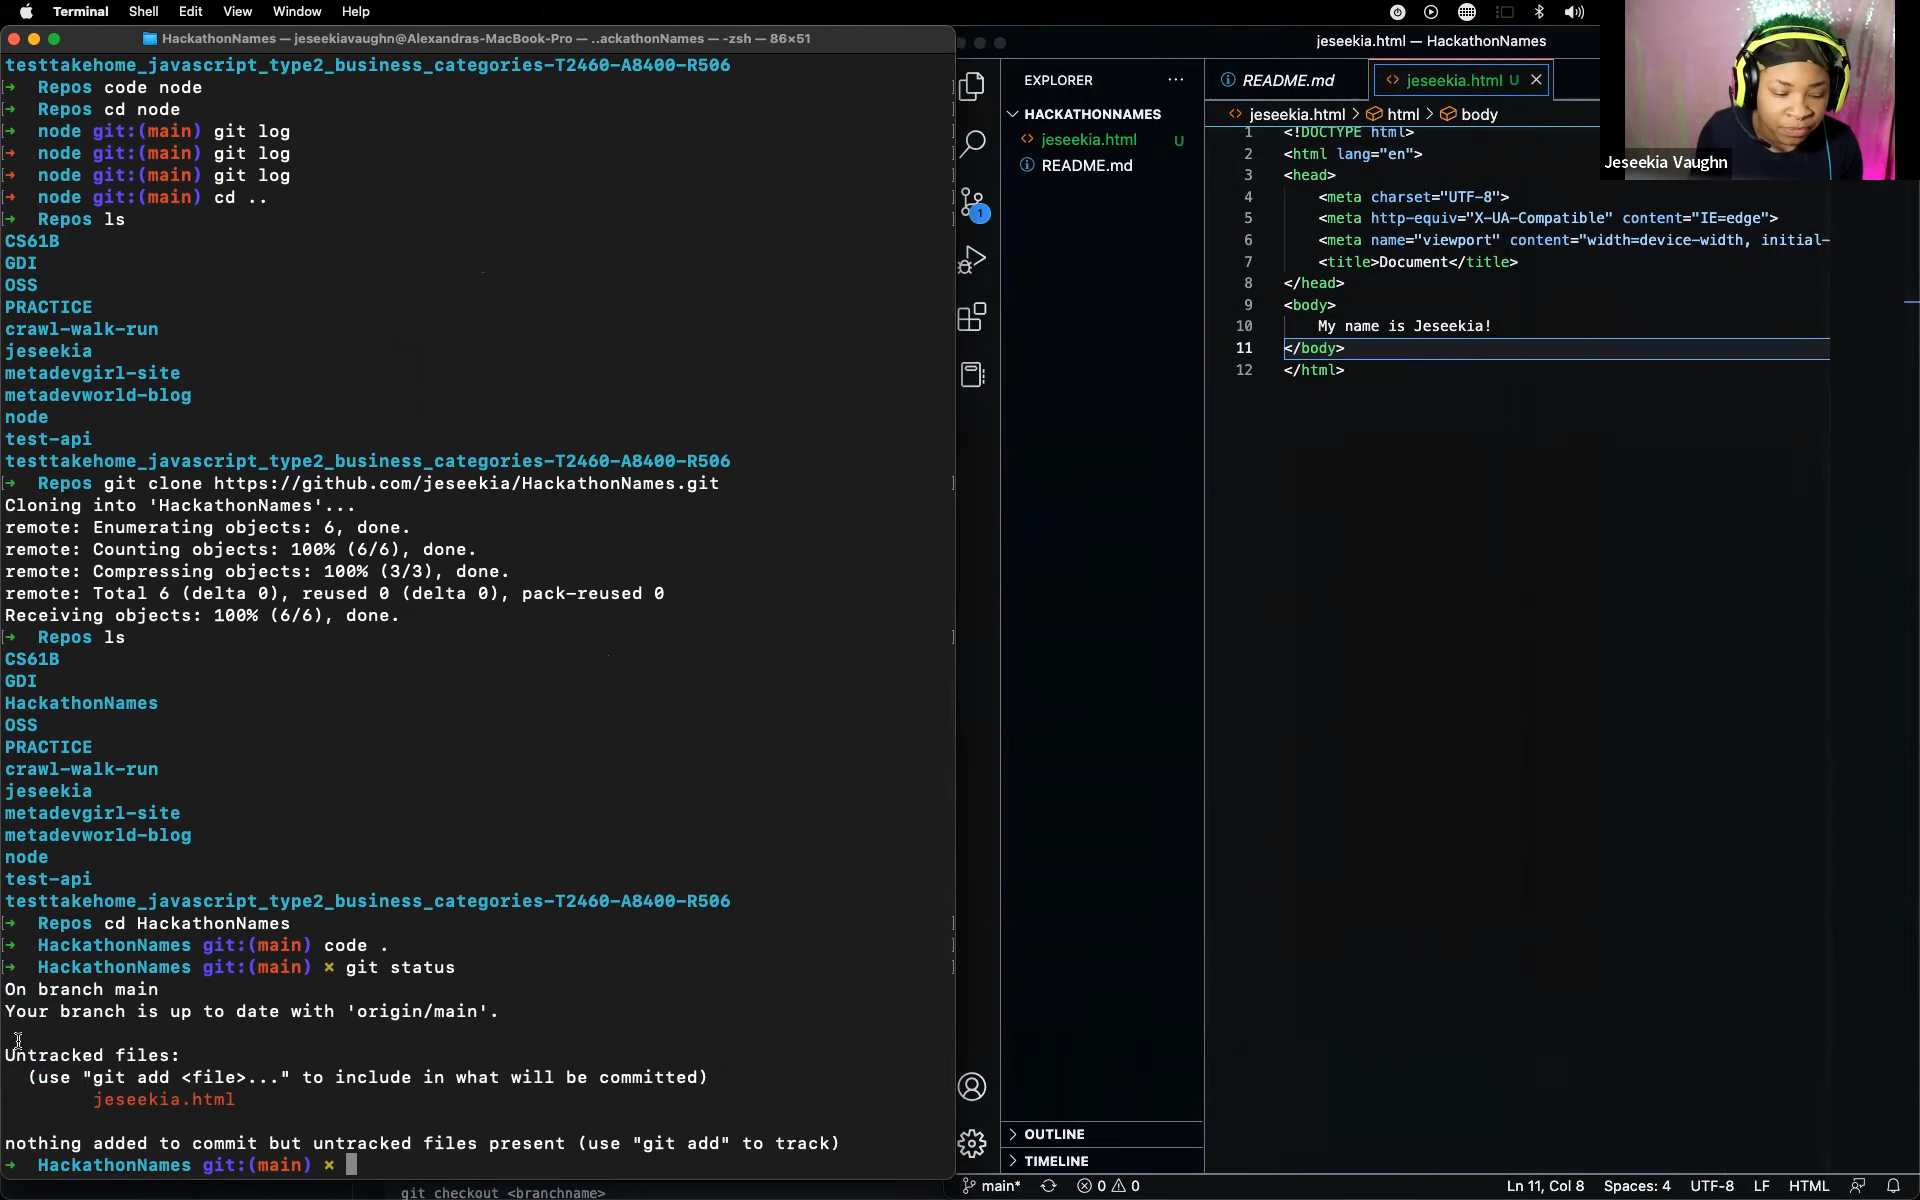 Terminal Shell Edit View Window Help
HackathonNames — jeseekiavaughn@Alexandras-MacBook-Pro — ..ackathonNames — -zsh — 86×51
testtakehome_javascript_type2_business_categories-T2460-A8400-R506
→ Repos code node
→ Repos cd node
→ node git:(main) git log
→ node git:(main) git log
→ node git:(main) git log
→ node git:(main) cd ..
→ Repos ls
CS61B
GDI
OSS
PRACTICE
crawl-walk-run
jeseekia
metadevgirl-site
metadevworld-blog
node
test-api
testtakehome_javascript_type2_business_categories-T2460-A8400-R506
→ Repos git clone https://github.com/jeseekia/HackathonNames.git
Cloning into 'HackathonNames'...
remote: Enumerating objects: 6, done.
remote: Counting objects: 100% (6/6), done.
remote: Compressing objects: 100% (3/3), done.
remote: Total 6 (delta 0), reused 0 (delta 0), pack-reused 0
Receiving objects: 100% (6/6), done.
→ Repos ls
CS61B
GDI
HackathonNames
OSS
PRACTICE
crawl-walk-run
jeseekia
metadevgirl-site
metadevworld-blog
node
test-api
testtakehome_javascript_type2_business_categories-T2460-A8400-R506
→ Repos cd HackathonNames
→ HackathonNames git:(main) code .
→ HackathonNames git:(main) × git status
On branch main
Your branch is up to date with 'origin/main'.
Untracked files:
(use "git add <file>..." to include in what will be committed)
jeseekia.html
nothing added to commit but untracked files present (use "git add" to track)
→ HackathonNames git:(main) ×
git checkout <branchname>
jeseekia.html — HackathonNames
EXPLORER ...
HACKATHONNAMES
jeseekia.html U
README.md
1
OUTLINE
TIMELINE
README.md
jeseekia.html U ×
jeseekia.html > html > body
1 <!DOCTYPE html>
2 <html lang="en">
3 <head>
4 <meta charset="UTF-8">
5 <meta http-equiv="X-UA-Compatible" content="IE=edge">
6 <meta name="viewport" content="width=device-width, initial-
7 <title>Document</title>
8 </head>
9 <body>
10 My name is Jeseekia!
11 </body>
12 </html>
Jeseekia Vaughn
main* 0 0 Ln 11, Col 8 Spaces: 4 UTF-8 LF HTML